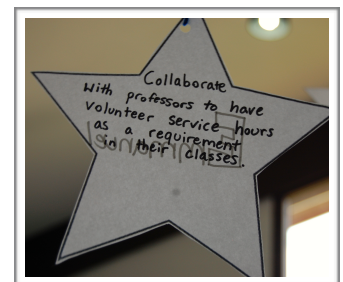 Collaborate
With professors to have
volunteer service hours
as a requirement
in their classes.